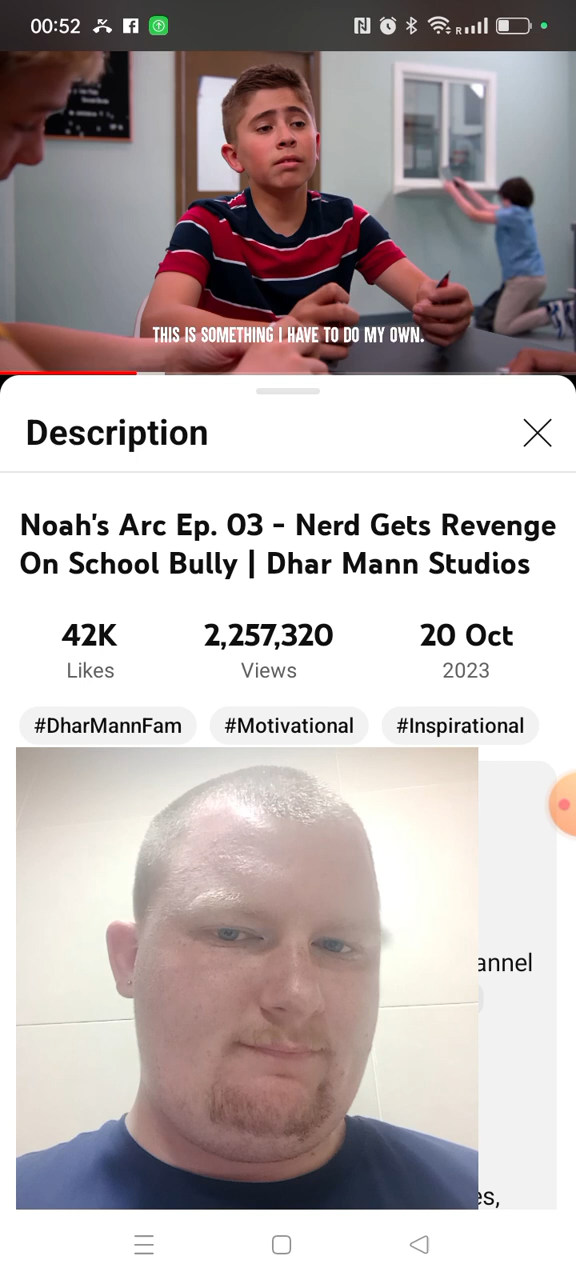 00:52
R
THIS IS SOMETHING I HAVE TO DO MY OWN.
Description
Noah's Arc Ep. 03 – Nerd Gets Revenge
On School Bully | Dhar Mann Studios
42K 2,257,320 20 Oct
Likes Views 2023
#DharMannFam #Motivational #Inspirational
annel
es,